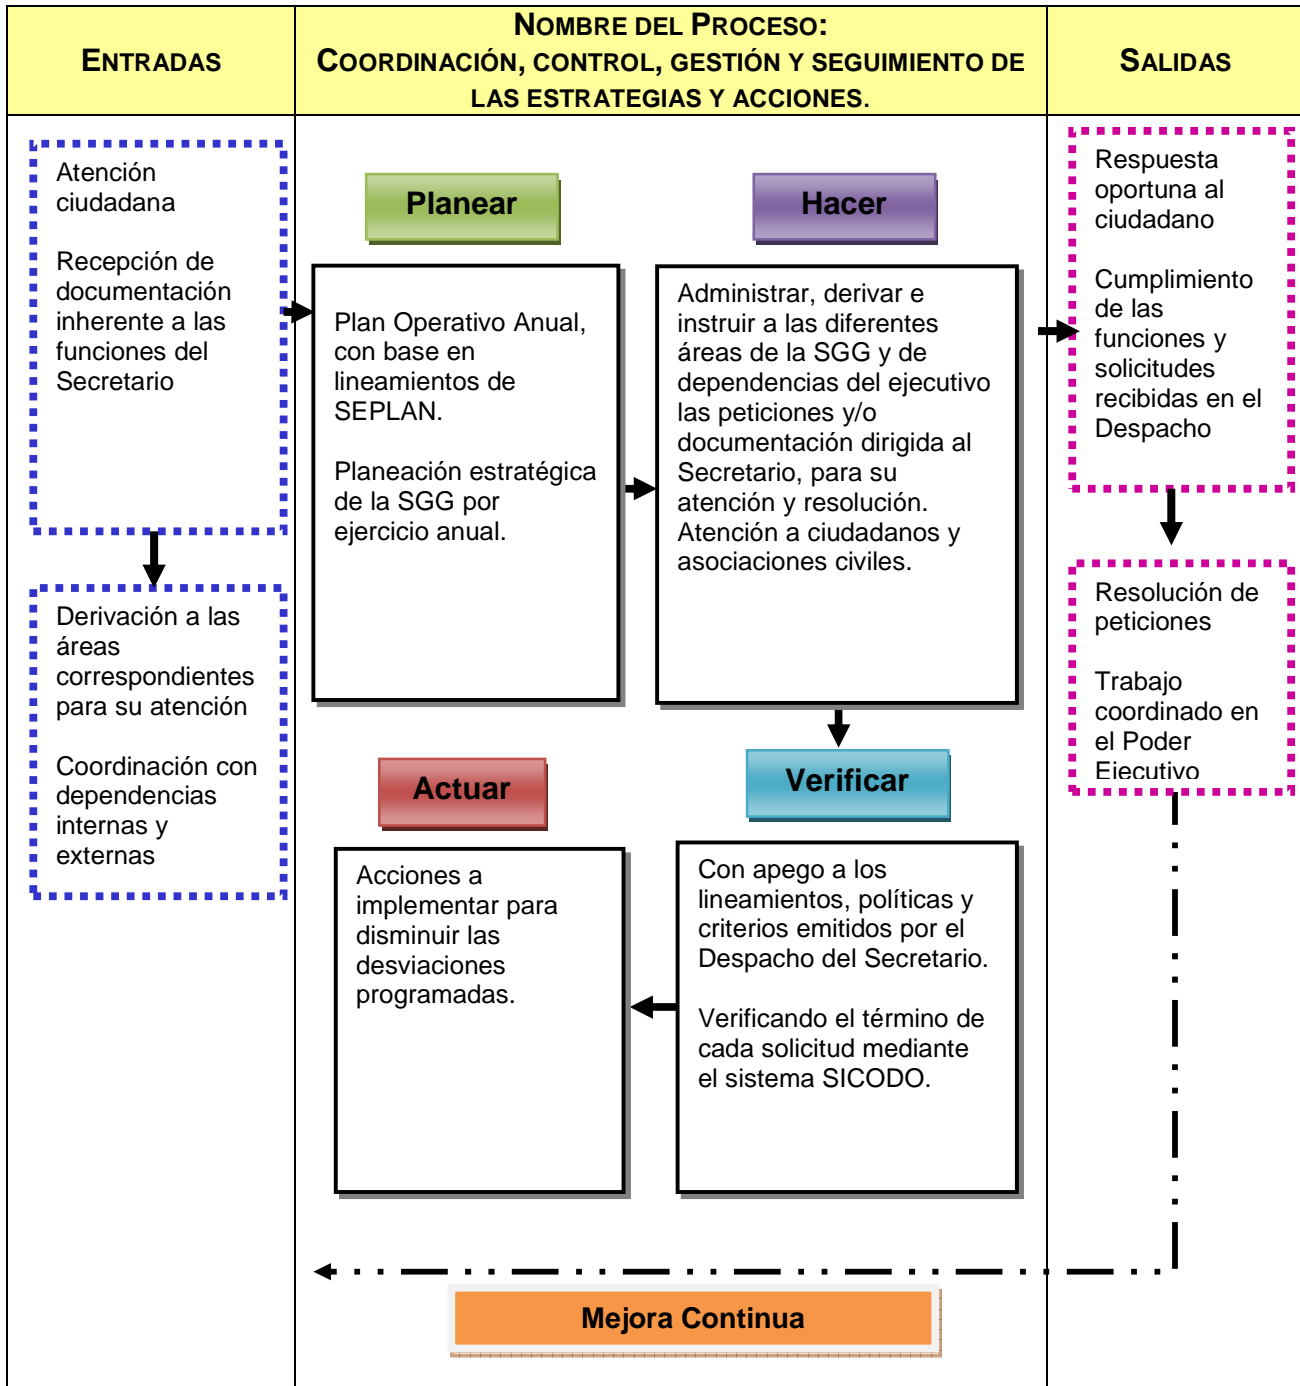 ENTRADAS
NOMBRE DEL PROCESO:
COORDINACIÓN, CONTROL, GESTIÓN Y SEGUIMIENTO DE
LAS ESTRATEGIAS Y ACCIONES.
SALIDAS
Atención
ciudadana
Recepción de
documentación
inherente a las
funciones del
Secretario
Derivación a las
áreas
correspondientes
para su atención
Coordinación con
dependencias
internas y
externas
Planear
Plan Operativo Anual,
con base en
lineamientos de
SEPLAN.
Planeación estratégica
de la SGG por
ejercicio anual.
Hacer
Administrar, derivar e
instruir a las diferentes
áreas de la SGG y de
dependencias del ejecutivo
las peticiones y/o
documentación dirigida al
Secretario, para su
atención y resolución.
Atención a ciudadanos y
asociaciones civiles.
Verificar
Con apego a los
lineamientos, políticas y
criterios emitidos por el
Despacho del Secretario.
Verificando el término de
cada solicitud mediante
el sistema SICODO.
Actuar
Acciones a
implementar para
disminuir las
desviaciones
programadas.
Respuesta
oportuna al
ciudadano
Cumplimiento
de las
funciones y
solicitudes
recibidas en el
Despacho
Resolución de
peticiones
Trabajo
coordinado en
el Poder
Ejecutivo
Mejora Continua